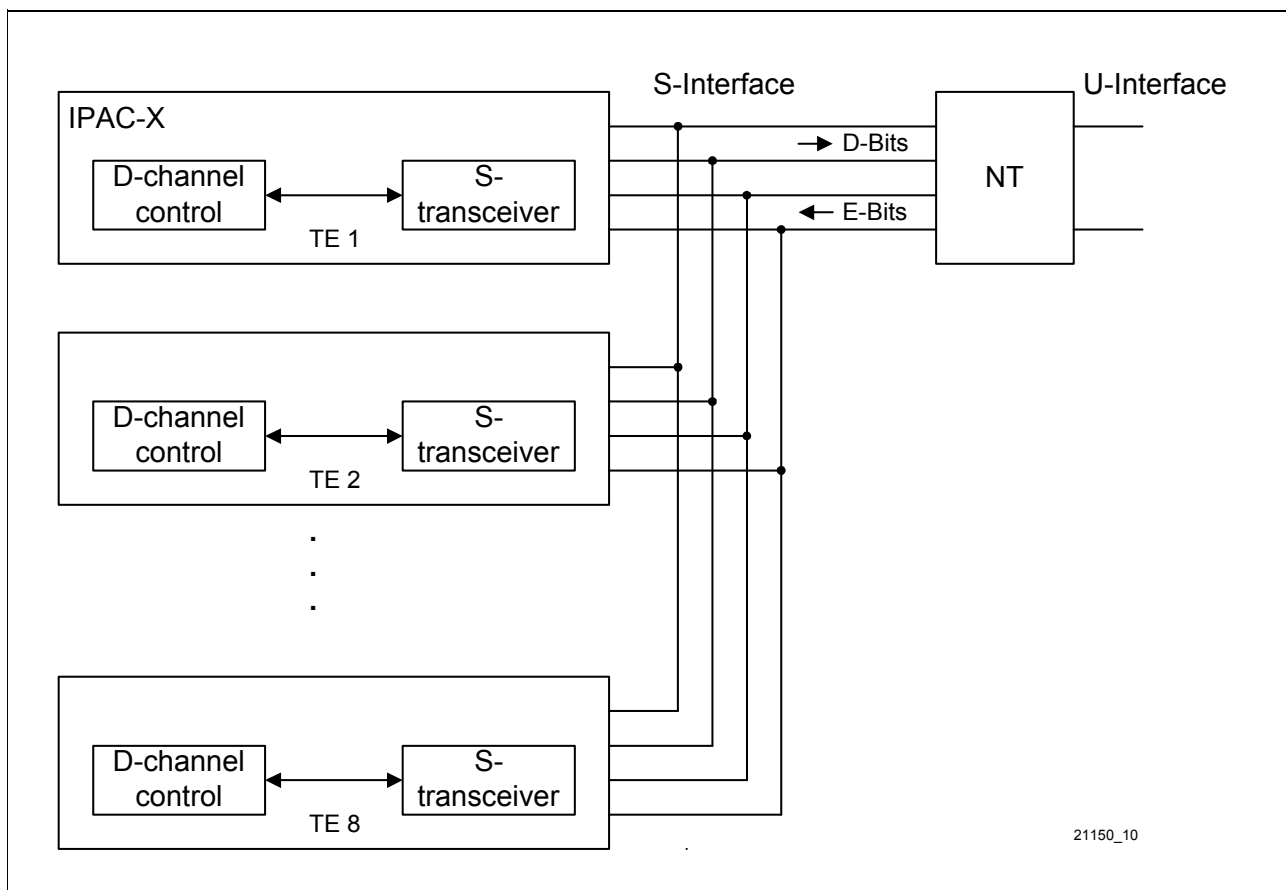 S-Interface
U-Interface
IPAC-X
D-Bits
D-channel
control
S-
transceiver
NT
E-Bits
TE 1
D-channel
control
S-
transceiver
TE 2
.
.
.
D-channel
control
S-
transceiver
TE 8
21150_10